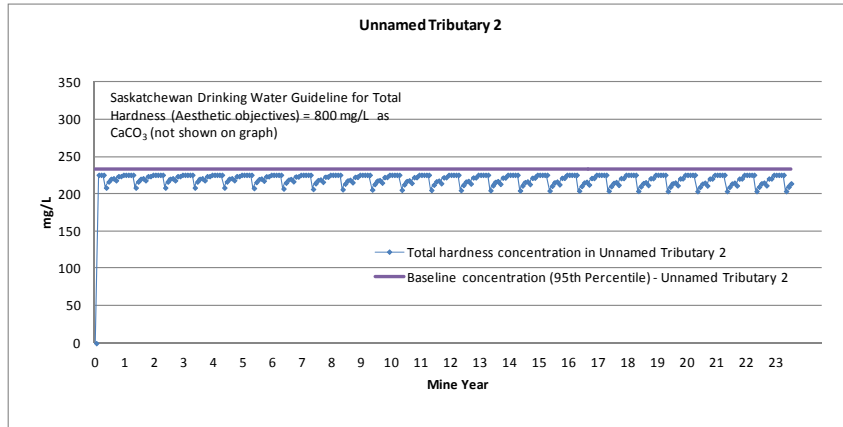 Unnamed Tributary 2
Saskatchewan Drinking Water Guideline for Total
Hardness (Aesthetic objectives) = 800 mg/L as
CaCO3 (not shown on graph)
350
300
250
200
150
100
50
0
mg/L
Total hardness concentration in Unnamed Tributary 2
Baseline concentration (95th Percentile) - Unnamed Tributary 2
0 1 2 3 4 5 6 7 8 9 10 11 12 13 14 15 16 17 18 19 20 21 22 23
Mine Year